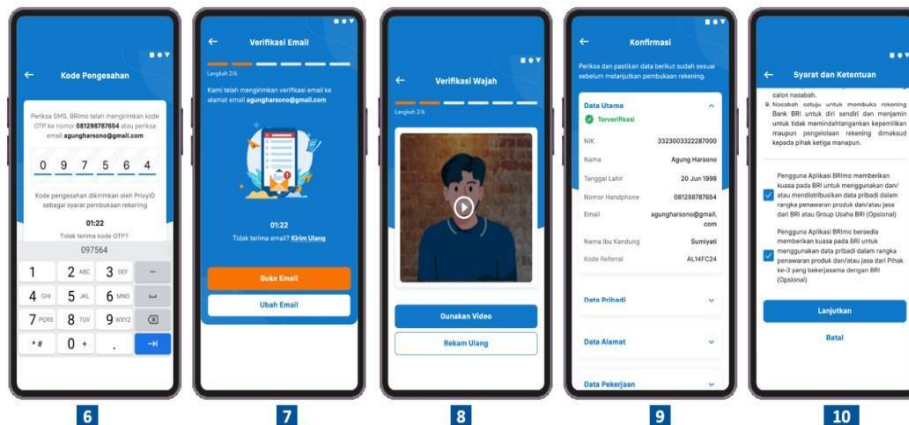 Kode Pengesahan
Periksa SMS, BRImo telah mengirimkan kode
OTP ke nomor 081298787654 atau periksa
email agungharsono@gmail.com
0 9 7 5 6 4
Kode pengesahan dikirimkan oleh PrivyID
sebagai syarat pembukaan rekening
01:22
Tidak terima kode OTP?
097564
1 2 ABC 3 DEF –
4 GHI 5 JKL 6 MNO
7 PQRS 8 TUV 9 WXYZ
* # 0 + .
6
Verifikasi Email
Langkah 2/6
Kami telah mengirimkan verifikasi email ke
alamat email agungharsono@gmail.com
01:22
Tidak terima email? Kirim Ulang
Buka Email
Ubah Email
7
Verifikasi Wajah
Langkah 2/6
Gunakan Video
Rekam Ulang
8
Konfirmasi
Periksa dan pastikan data berikut sudah sesuai
sebelum melanjutkan pembukaan rekening.
Data Utama
Terverifikasi
NIK 3323003322287000
Nama Agung Harsono
Tanggal Lahir 20 Jun 1998
Nomor Handphone 081298787654
Email agungharsono@gmail.
com
Nama Ibu Kandung Sumiyati
Kode Referral AL14FC24
Data Pribadi
Data Alamat
Data Pekerjaan
9
Syarat dan Ketentuan
calon nasabah.
9. Nasabah setuju untuk membuka rekening
Bank BRI untuk diri sendiri dan menjamin
untuk tidak memindahtangankan kepemilikan
maupun pengelolaan rekening dimaksud
kepada pihak ketiga manapun.
Pengguna Aplikasi BRImo memberikan
kuasa pada BRI untuk menggunakan dan/
atau mendistribusikan data pribadi dalam
rangka penawaran produk dan/atau jasa
dari BRI atau Group Usaha BRI (Opsional)
Pengguna Aplikasi BRImo bersedia
memberikan kuasa pada BRI untuk
menggunakan data pribadi dalam rangka
penawaran produk dan/atau jasa dari Pihak
ke-3 yang bekerjasama dengan BRI
(Opsional)
Lanjutkan
Batal
10